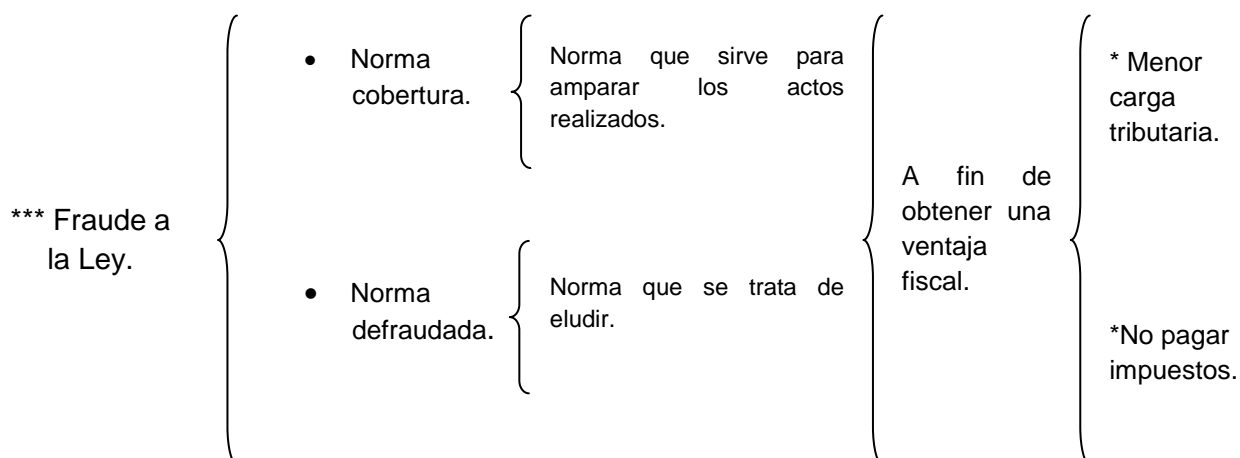 *** Fraude a
la Ley.
• Norma
cobertura.
Norma que sirve para
amparar los actos
realizados.
• Norma
defraudada.
Norma que se trata de
eludir.
A fin de
obtener una
ventaja
fiscal.
* Menor
carga
tributaria.
*No pagar
impuestos.